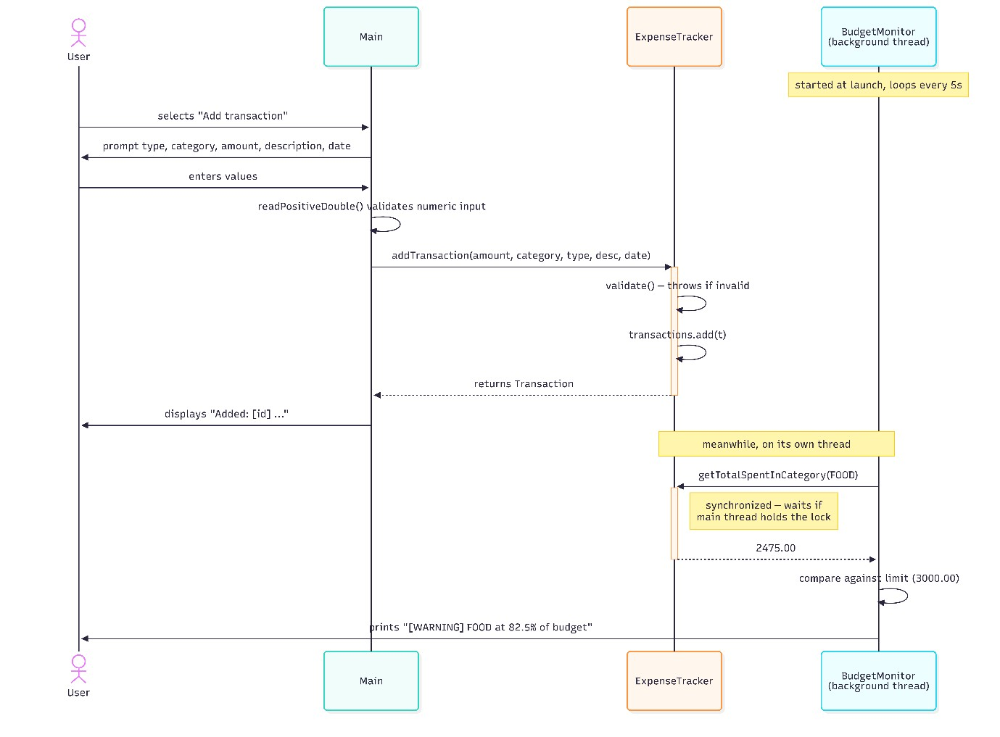 User
Main
ExpenseTracker
BudgetMonitor
(background thread)
started at launch, loops every 5s
selects "Add transaction"
prompt type, category, amount, description, date
enters values
readPositiveDouble() validates numeric input
addTransaction(amount, category, type, desc, date)
validate() — throws if invalid
transactions.add(t)
returns Transaction
displays "Added: [id] ..."
meanwhile, on its own thread
getTotalSpentInCategory(FOOD)
synchronized — waits if
main thread holds the lock
2475.00
compare against limit (3000.00)
prints "[WARNING] FOOD at 82.5% of budget"
User
Main
ExpenseTracker
BudgetMonitor
(background thread)